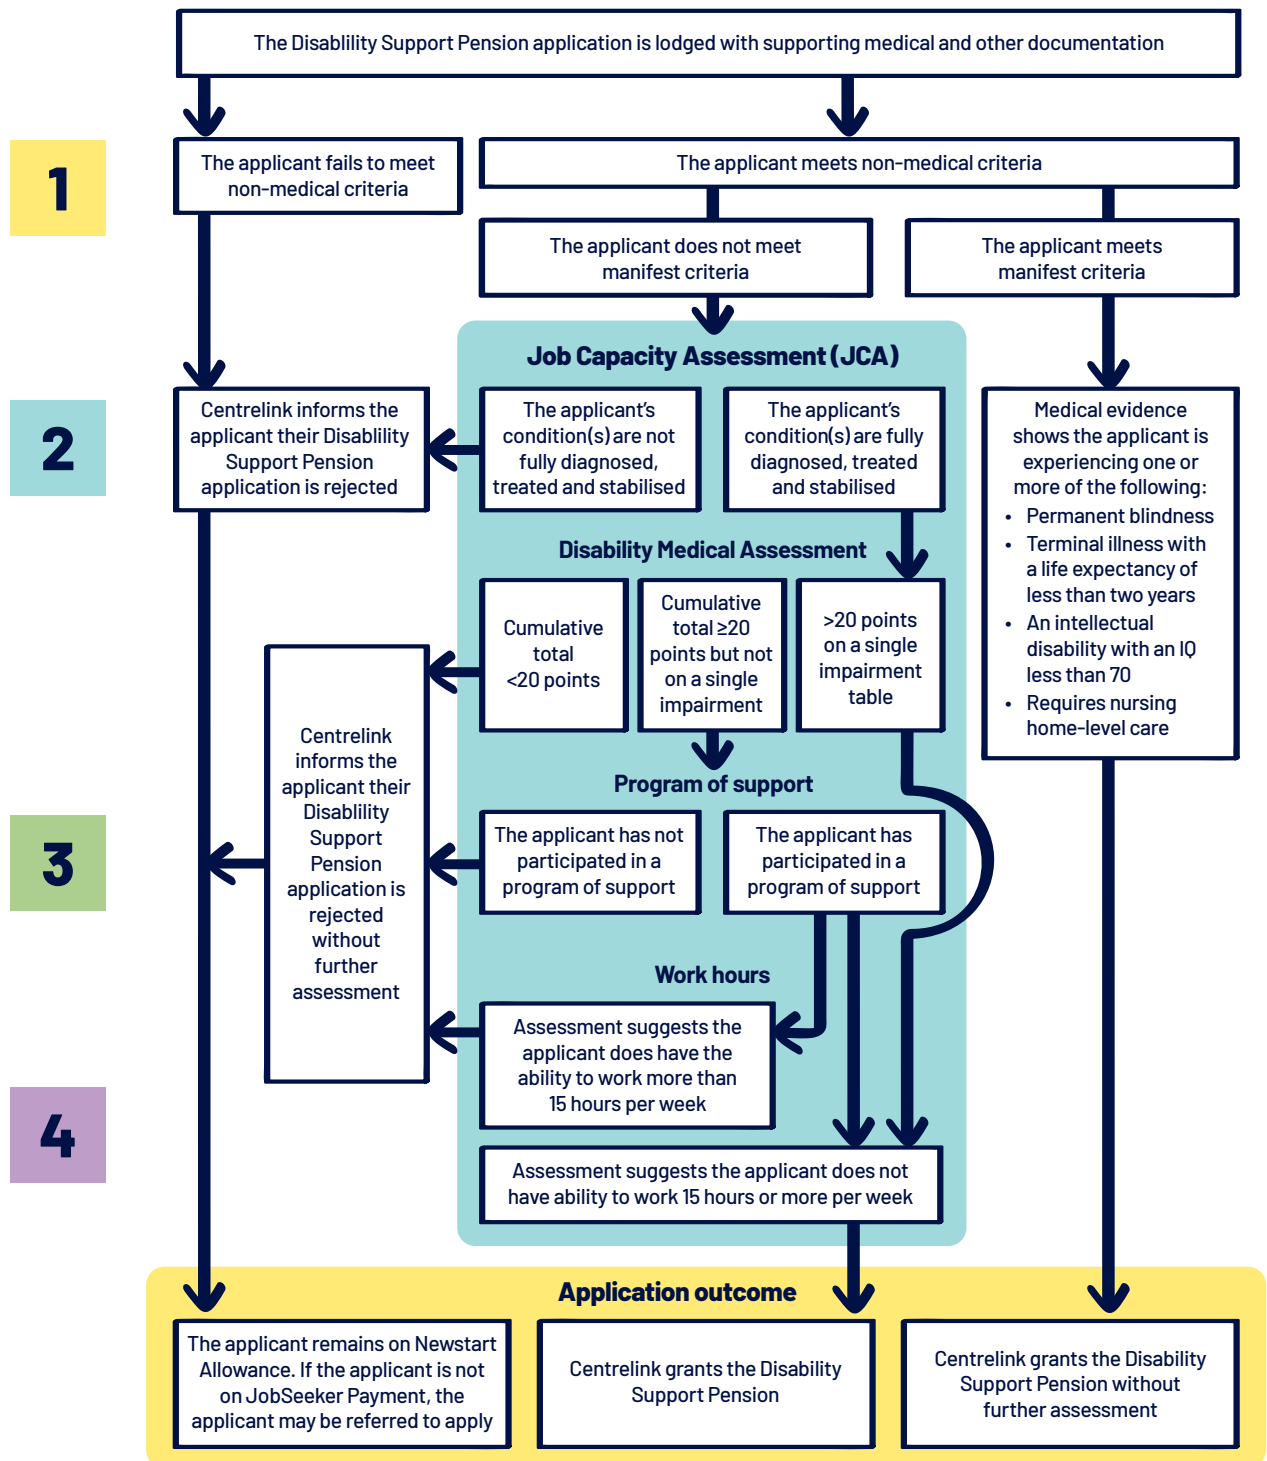 The Disablility Support Pension application is lodged with supporting medical and other documentation
1
The applicant fails to meet
non-medical criteria
The applicant meets non-medical criteria
The applicant does not meet
manifest criteria
The applicant meets
manifest criteria
Job Capacity Assessment (JCA)
2
Centrelink informs the
applicant their Disablility
Support Pension
application is rejected
The applicant's
condition(s) are not
fully diagnosed,
treated and stabilised
The applicant's
condition(s) are fully
diagnosed, treated
and stabilised
Medical evidence
shows the applicant is
experiencing one or
more of the following:
• Permanent blindness
• Terminal illness with
a life expectancy of
less than two years
• An intellectual
disability with an IQ
less than 70
• Requires nursing
home-level care
Disability Medical Assessment
Cumulative
total
<20 points
Cumulative
total ≥20
points but not
on a single
impairment
>20 points
on a single
impairment
table
Centrelink
informs the
applicant their
Disablility
Support
Pension
application is
rejected
without
further
assessment
Program of support
3
The applicant has not
participated in a
program of support
The applicant has
participated in a
program of support
Work hours
Assessment suggests the
applicant does have the
ability to work more than
15 hours per week
4
Assessment suggests the applicant does not
have ability to work 15 hours or more per week
Application outcome
The applicant remains on Newstart
Allowance. If the applicant is not
on JobSeeker Payment, the
applicant may be referred to apply
Centrelink grants the Disability
Support Pension
Centrelink grants the Disability
Support Pension without
further assessment